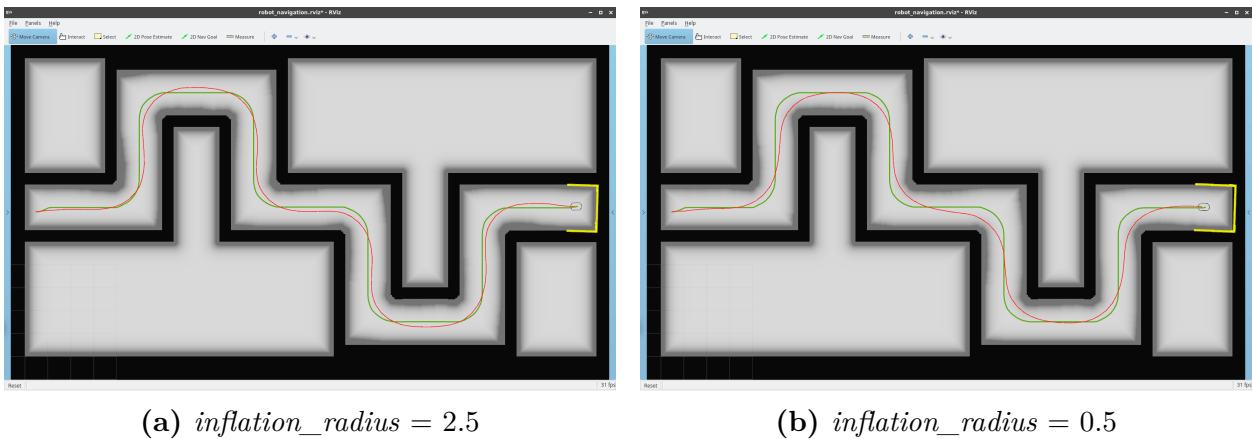 robot_navigation.rviz* - RViz
File Panels Help
Move Camera Interact Select 2D Pose Estimate 2D Nav Goal Measure
Reset 31 fps
(a) inflation_radius = 2.5
robot_navigation.rviz* - RViz
File Panels Help
Move Camera Interact Select 2D Pose Estimate 2D Nav Goal Measure
Reset 31 fps
(b) inflation_radius = 0.5